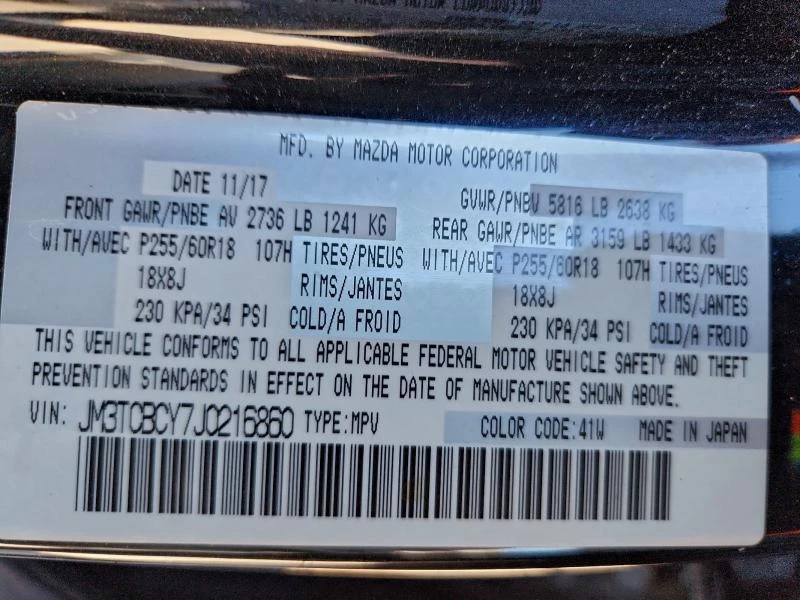 MFD. BY MAZDA MOTOR CORPORATION
DATE 11/17
GVWR/PNBV 5816 LB 2638 KG
FRONT GAWR/PNBE AV 2736 LB 1241 KG
REAR GAWR/PNBE AR 3159 LB 1433 KG
WITH/AVEC P255/60R18 107H TIRES/PNEUS
WITH/AVEC P255/60R18 107H TIRES/PNEUS
18X8J RIMS/JANTES
18X8J RIMS/JANTES
230 KPA/34 PSI COLD/A FROID
230 KPA/34 PSI COLD/A FROID
THIS VEHICLE CONFORMS TO ALL APPLICABLE FEDERAL MOTOR VEHICLE SAFETY AND THEFT
PREVENTION STANDARDS IN EFFECT ON THE DATE OF MANUFACTURE SHOWN ABOVE.
VIN: JM3TCBCY7J0216860 TYPE:MPV COLOR CODE:41W MADE IN JAPAN